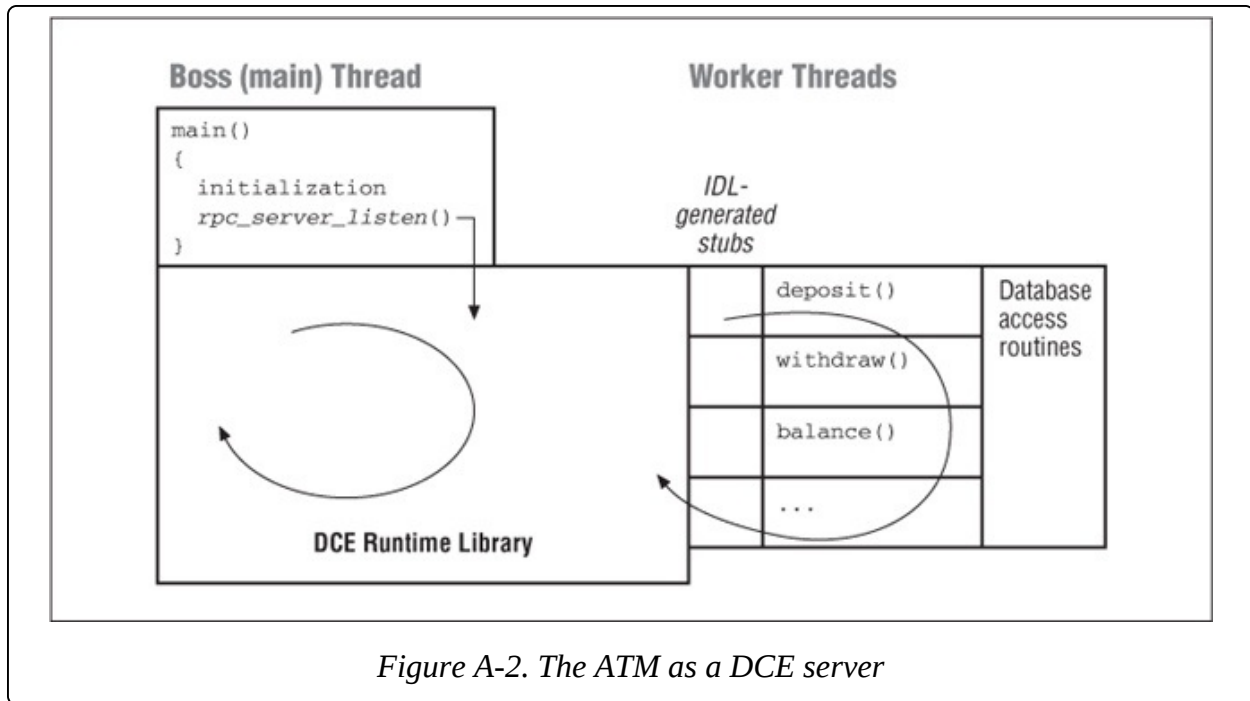 Boss (main) Thread
Worker Threads
main()
{
initialization
rpc_server_listen()
}
IDL-
generated
stubs
deposit()
withdraw()
balance()
...
Database
access
routines
DCE Runtime Library
Figure A-2. The ATM as a DCE server